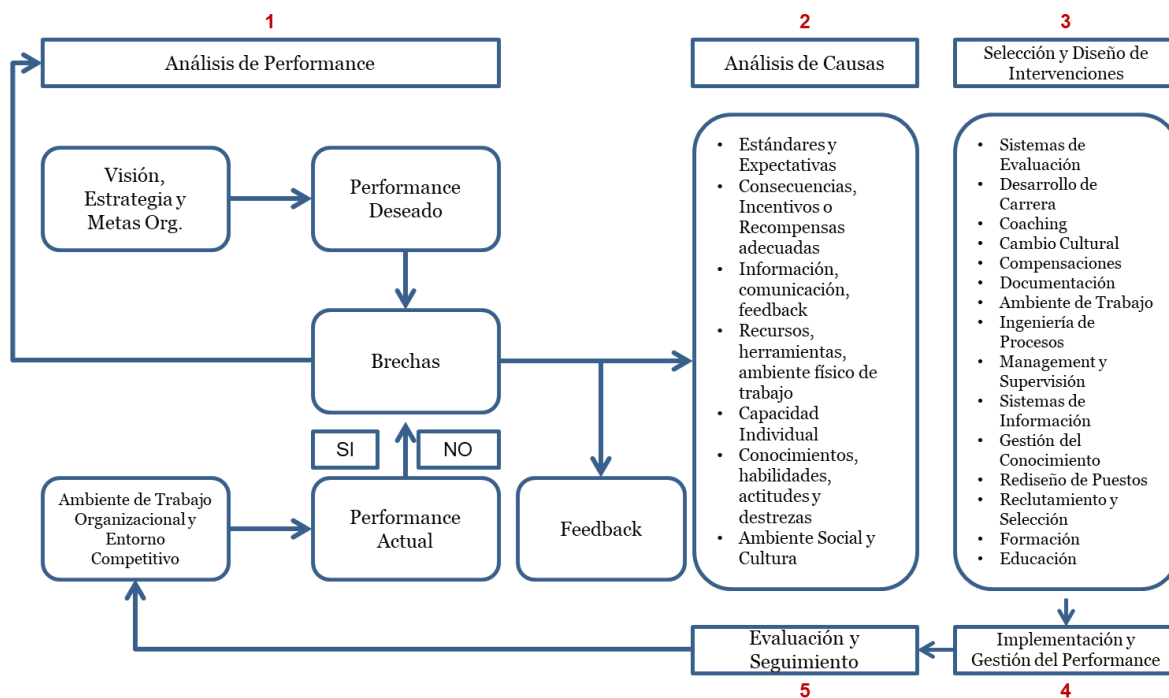 1
Análisis de Performance
Visión,
Estrategia y
Metas Org.
Performance
Deseado
Brechas
SI
NO
Ambiente de Trabajo
Organizacional y
Entorno
Competitivo
Performance
Actual
Feedback
2
Análisis de Causas
• Estándares y
Expectativas
• Consecuencias,
Incentivos o
Recompensas
adecuadas
• Información,
comunicación,
feedback
• Recursos,
herramientas,
ambiente físico de
trabajo
• Capacidad
Individual
• Conocimientos,
habilidades,
actitudes y
destrezas
• Ambiente Social y
Cultura
3
Selección y Diseño de
Intervenciones
• Sistemas de
Evaluación
• Desarrollo de
Carrera
• Coaching
• Cambio Cultural
• Compensaciones
• Documentación
• Ambiente de Trabajo
• Ingeniería de
Procesos
• Management y
Supervisión
• Sistemas de
Información
• Gestión del
Conocimiento
• Rediseño de Puestos
• Reclutamiento y
Selección
• Formación
• Educación
Implementación y
Gestión del Performance
4
Evaluación y
Seguimiento
5